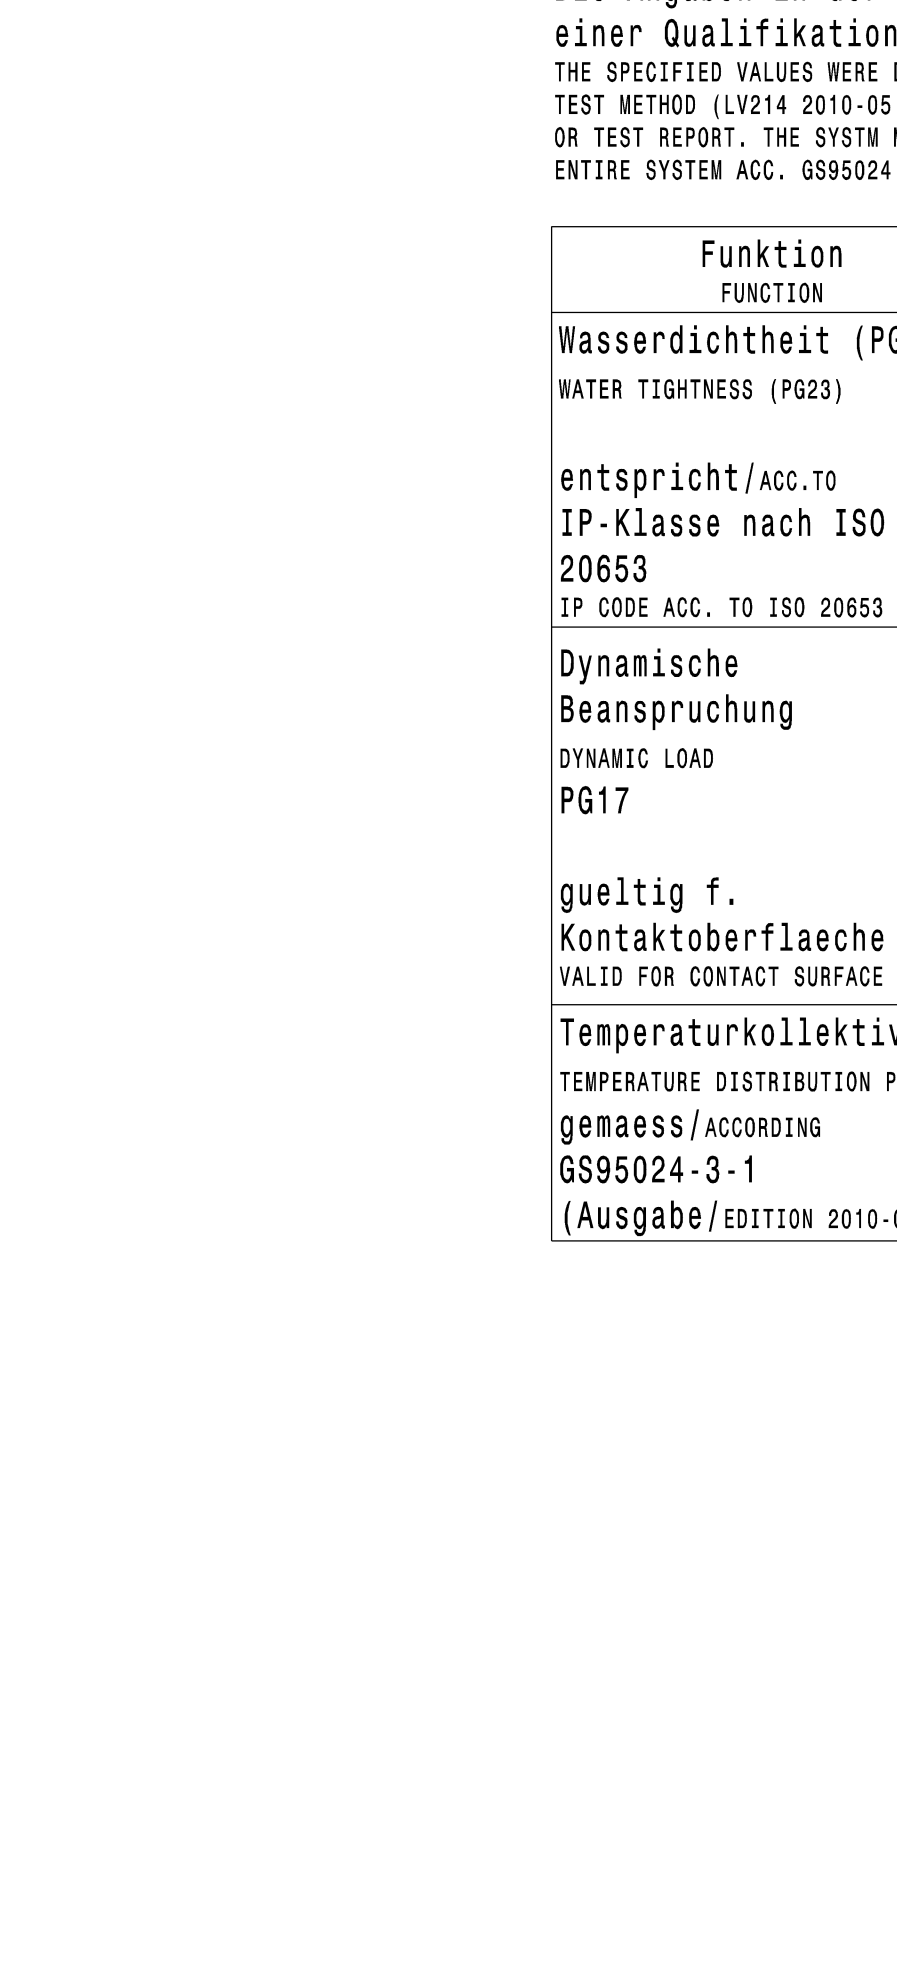 einer Qualifikation
THE SPECIFIED VALUES WERE
TEST METHOD (LV214 2010-05
OR TEST REPORT. THE SYSTM
ENTIRE SYSTEM ACC. GS95024
Funktion
FUNCTION
Wasserdichtheit (PG
WATER TIGHTNESS (PG23)
entspricht/ACC.TO
IP-Klasse nach ISO
20653
IP CODE ACC. TO ISO 20653
Dynamische
Beanspruchung
DYNAMIC LOAD
PG17
gueltig f.
Kontaktoberflaeche
VALID FOR CONTACT SURFACE
Temperaturkollektiv
TEMPERATURE DISTRIBUTION P
gemaess/ACCORDING
GS95024-3-1
(Ausgabe/EDITION 2010-